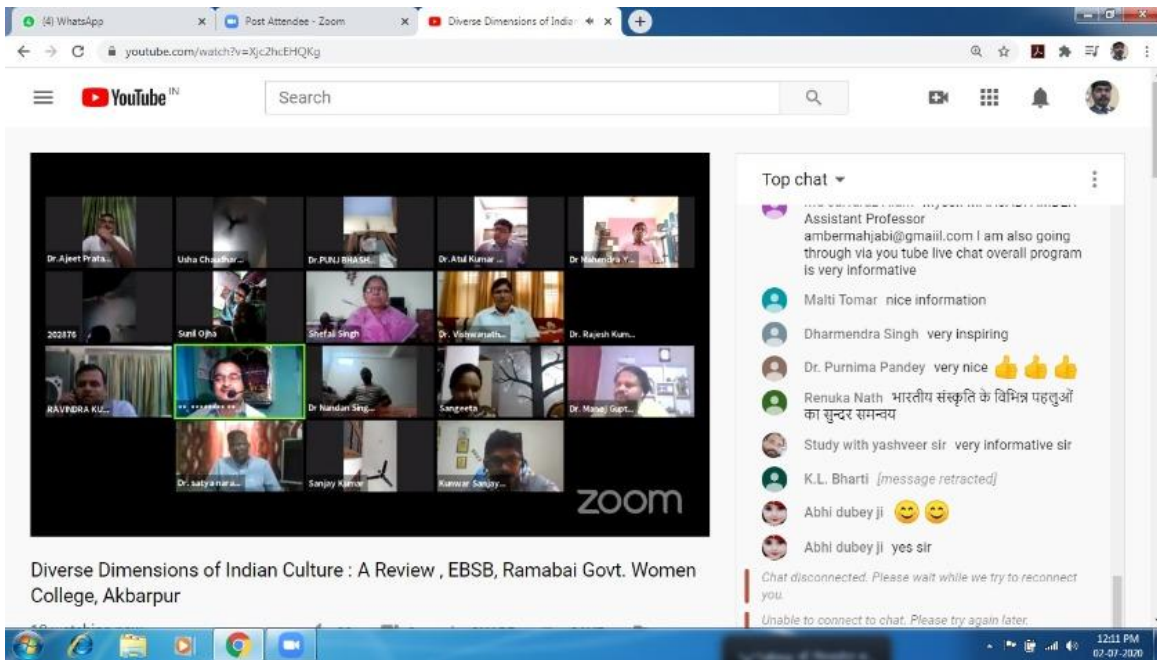 (4) WhatsApp
Post Attendee - Zoom
Diverse Dimensions of India
youtube.com/watch?v=Xjc2hcEHQKg
YouTube IN
Search
Top chat
Dr.Ajeet Prata...
Usha Chaudhar...
Dr.PUNJ BHASH...
Dr.Atul Kumar ...
Dr Mahendra Y...
202876
Sunil Ojha
Shefali Singh
Dr. Vishwanath...
Dr. Rajesh Kum...
RAVINDRA KU...
Dr Nandan Sing...
Sangeeta
Dr. Manoj Gupt...
Dr. satya nara...
Sanjay Kumar
Kunwar Sanjay...
zoom
Diverse Dimensions of Indian Culture : A Review , EBSB, Ramabai Govt. Women
College, Akbarpur
Assistant Professor
ambermahjabi@gmaiil.com I am also going
through via you tube live chat overall program
is very informative
Malti Tomar nice information
Dharmendra Singh very inspiring
Dr. Purnima Pandey very nice 👍👍👍
Renuka Nath भारतीय संस्कृति के विभिन्न पहलुओं
का सुन्दर समन्वय
Study with yashveer sir very informative sir
K.L. Bharti [message retracted]
Abhi dubey ji 😊😊
Abhi dubey ji yes sir
Chat disconnected. Please wait while we try to reconnect
you.
Unable to connect to chat. Please try again later.
12:11 PM
02-07-2020